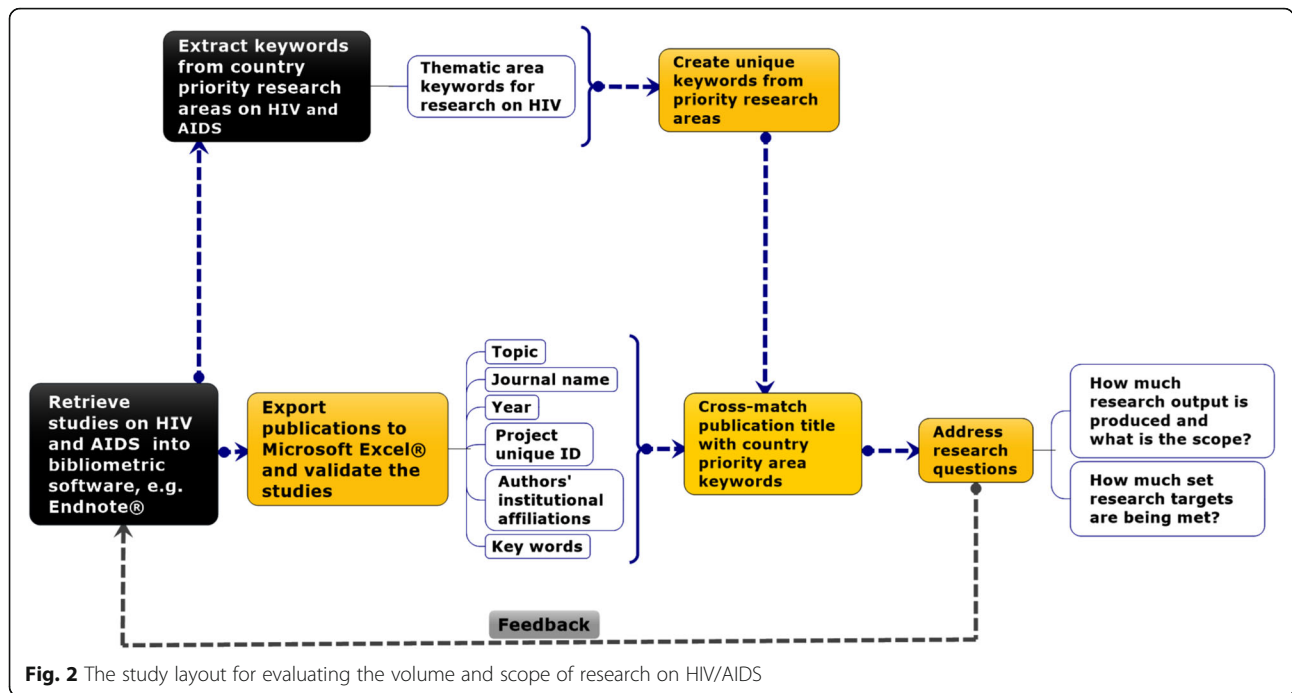 Extract keywords
from country
priority research
areas on HIV and
AIDS
Thematic area
keywords for
research on HIV
Create unique
keywords from
priority research
areas
Retrieve
studies on HIV
and AIDS into
bibliometric
software, e.g.
Endnote®
Export
publications to
Microsoft Excel®
and validate the
studies
Topic
Journal name
Year
Project
unique ID
Authors'
institutional
affiliations
Key words
Cross-match
publication title
with country
priority area
keywords
Address
research
questions
How much
research output is
produced and
what is the scope?
How much set
research targets
are being met?
Feedback
Fig. 2 The study layout for evaluating the volume and scope of research on HIV/AIDS